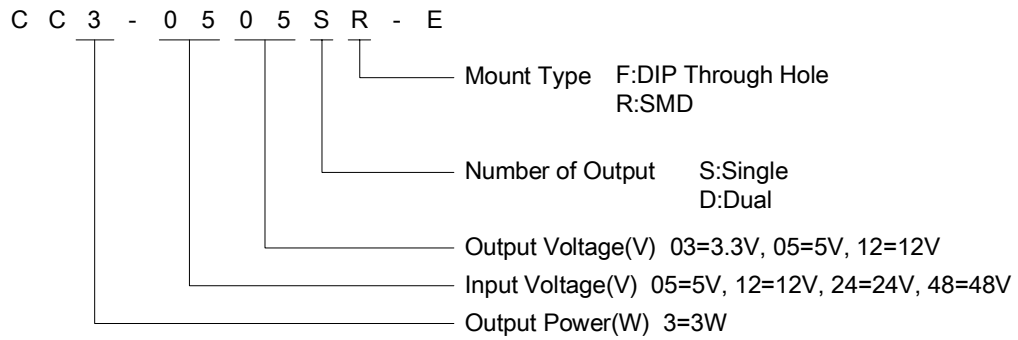 C C 3 - 0 5 0 5 S R - E
Mount Type F:DIP Through Hole
R:SMD
Number of Output S:Single
D:Dual
Output Voltage(V) 03=3.3V, 05=5V, 12=12V
Input Voltage(V) 05=5V, 12=12V, 24=24V, 48=48V
Output Power(W) 3=3W